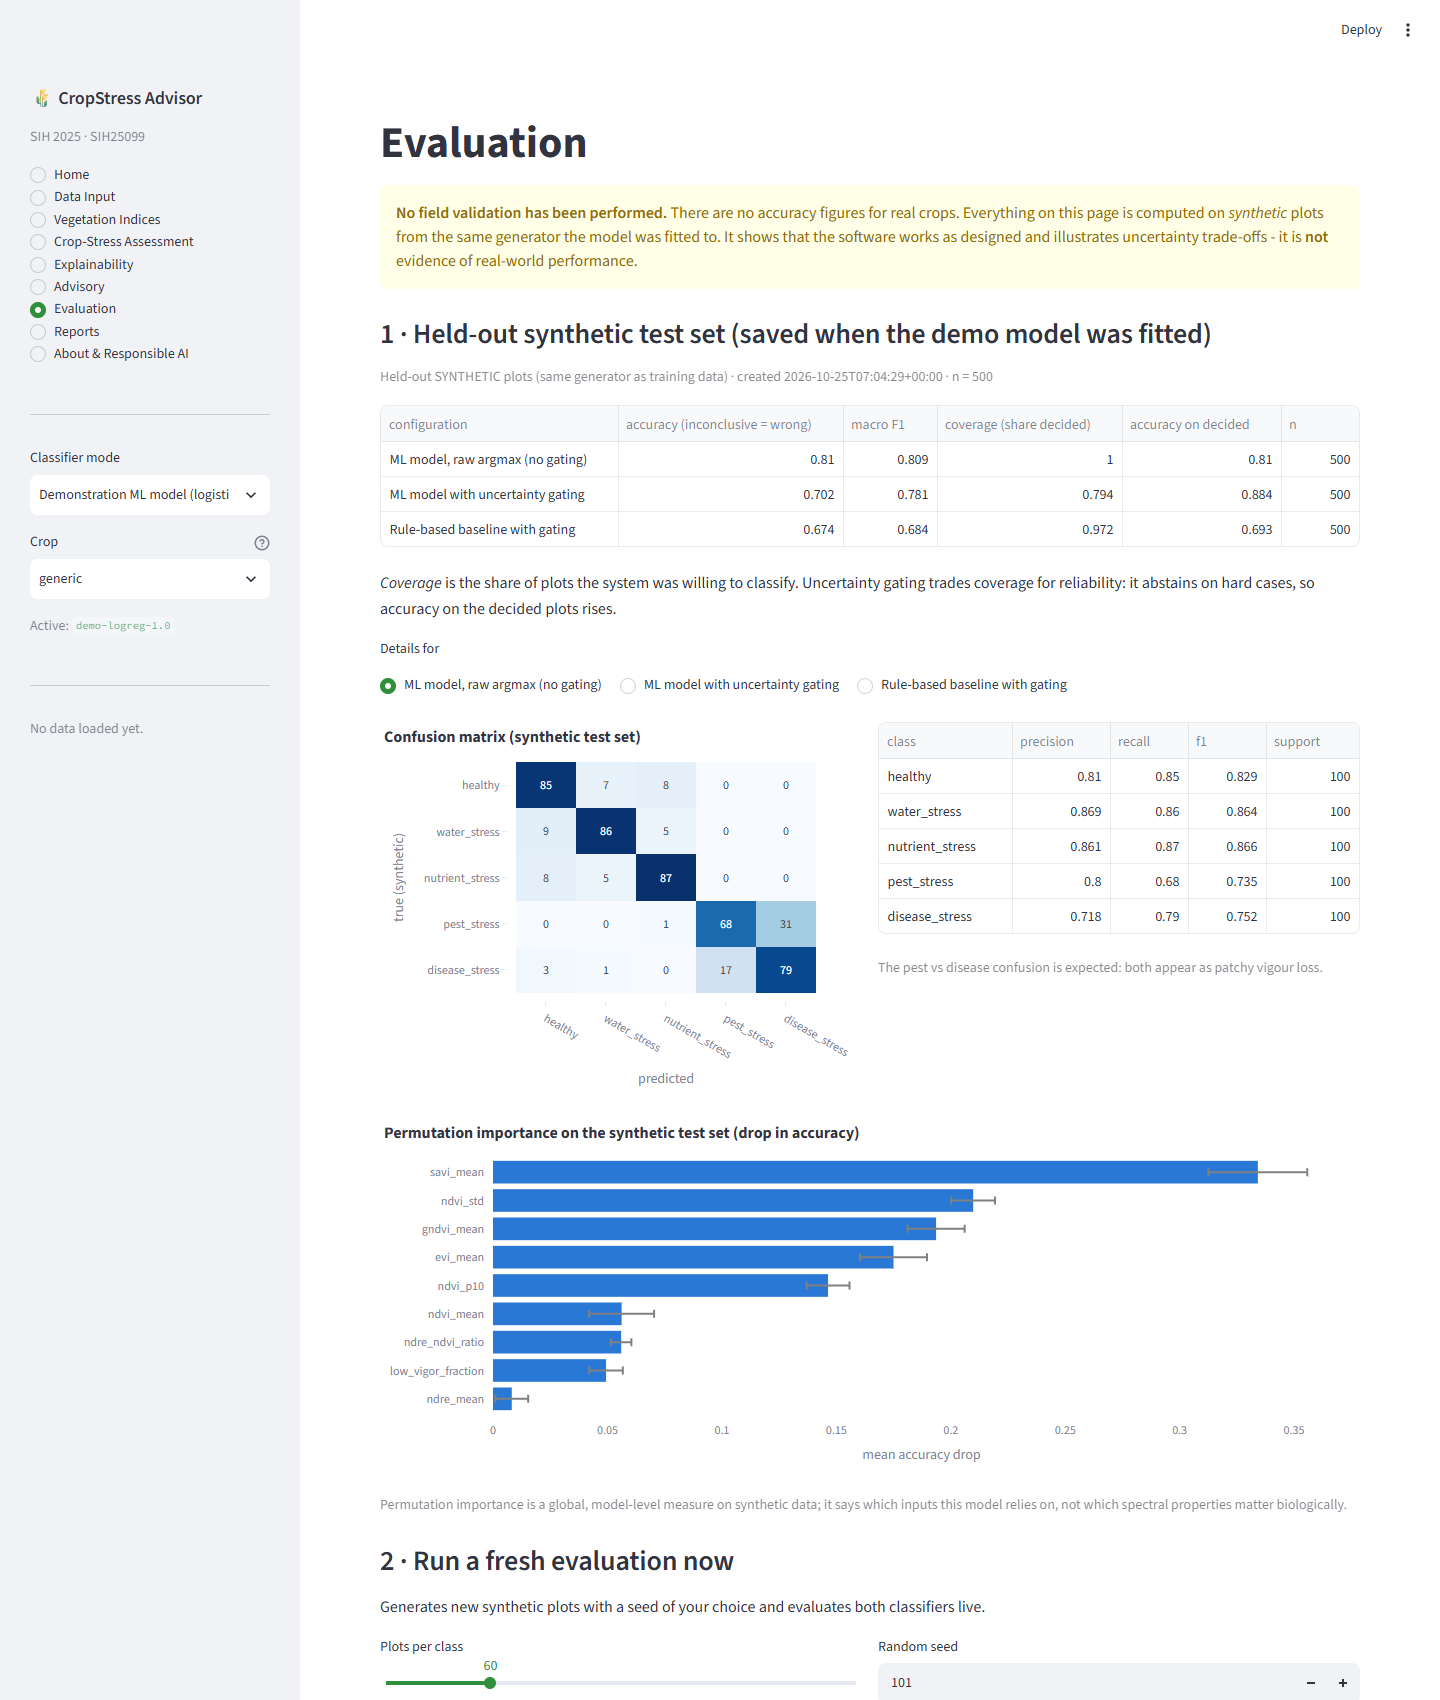 Deploy
CropStress Advisor
SIH 2025 · SIH25099
Home
Data Input
Vegetation Indices
Crop-Stress Assessment
Explainability
Advisory
Evaluation
Reports
About & Responsible AI
Classifier mode
Demonstration ML model (logisti
Crop
generic
Active: demo-logreg-1.0
No data loaded yet.
Evaluation
No field validation has been performed. There are no accuracy figures for real crops. Everything on this page is computed on synthetic plots
from the same generator the model was fitted to. It shows that the software works as designed and illustrates uncertainty trade-offs - it is not
evidence of real-world performance.
1 · Held-out synthetic test set (saved when the demo model was fitted)
Held-out SYNTHETIC plots (same generator as training data) · created 2026-10-25T07:04:29+00:00 · n = 500
configuration accuracy (inconclusive = wrong) macro F1 coverage (share decided) accuracy on decided n
ML model, raw argmax (no gating) 0.81 0.809 1 0.81 500
ML model with uncertainty gating 0.702 0.781 0.794 0.884 500
Rule-based baseline with gating 0.674 0.684 0.972 0.693 500
Coverage is the share of plots the system was willing to classify. Uncertainty gating trades coverage for reliability: it abstains on hard cases, so
accuracy on the decided plots rises.
Details for
ML model, raw argmax (no gating) ML model with uncertainty gating Rule-based baseline with gating
Confusion matrix (synthetic test set)
true (synthetic)
healthy 85 7 8 0 0
water_stress 9 86 5 0 0
nutrient_stress 8 5 87 0 0
pest_stress 0 0 1 68 31
disease_stress 3 1 0 17 79
healthy water_stress nutrient_stress pest_stress disease_stress
predicted
class precision recall f1 support
healthy 0.81 0.85 0.829 100
water_stress 0.869 0.86 0.864 100
nutrient_stress 0.861 0.87 0.866 100
pest_stress 0.8 0.68 0.735 100
disease_stress 0.718 0.79 0.752 100
The pest vs disease confusion is expected: both appear as patchy vigour loss.
Permutation importance on the synthetic test set (drop in accuracy)
savi_mean
ndvi_std
gndvi_mean
evi_mean
ndvi_p10
ndvi_mean
ndre_ndvi_ratio
low_vigor_fraction
ndre_mean
0 0.05 0.1 0.15 0.2 0.25 0.3 0.35
mean accuracy drop
Permutation importance is a global, model-level measure on synthetic data; it says which inputs this model relies on, not which spectral properties matter biologically.
2 · Run a fresh evaluation now
Generates new synthetic plots with a seed of your choice and evaluates both classifiers live.
Plots per class
60
Random seed
101